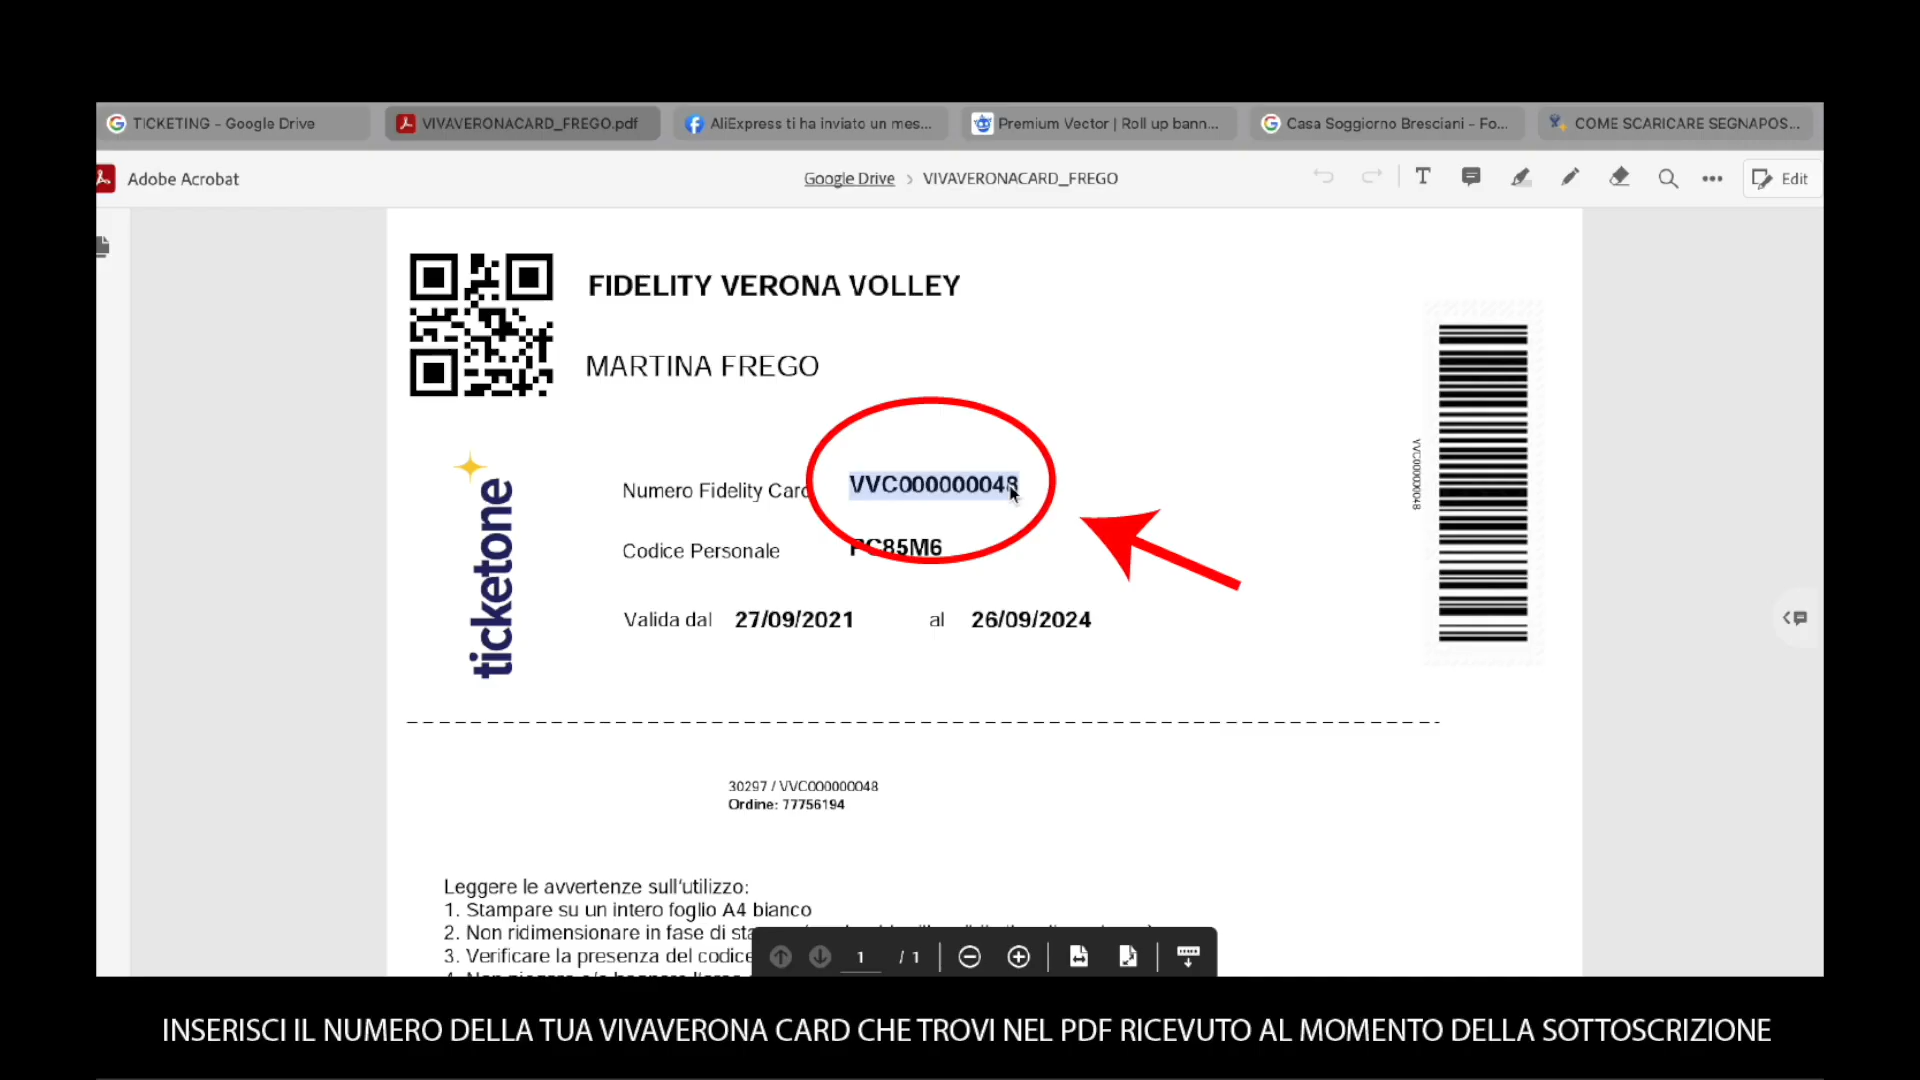 TICKETING - Google Drive
VIVAVERONACARD_FREGO.pdf
AliExpress ti ha inviato un mes...
Premium Vector | Roll up bann...
Casa Soggiorno Bresciani - Fo...
COME SCARICARE SEGNAPOS...
Adobe Acrobat
Google Drive > VIVAVERONACARD_FREGO
Edit
FIDELITY VERONA VOLLEY
MARTINA FREGO
ticketone
Numero Fidelity Card VVC000000048
Codice Personale PC85M6
Valida dal 27/09/2021 al 26/09/2024
VVC000000048
30297 / VVC000000048
Ordine: 77756194
Leggere le avvertenze sull'utilizzo:
1. Stampare su un intero foglio A4 bianco
2. Non ridimensionare in fase di
3. Verificare la presenza del codice
1 / 1
INSERISCI IL NUMERO DELLA TUA VIVAVERONA CARD CHE TROVI NEL PDF RICEVUTO AL MOMENTO DELLA SOTTOSCRIZIONE